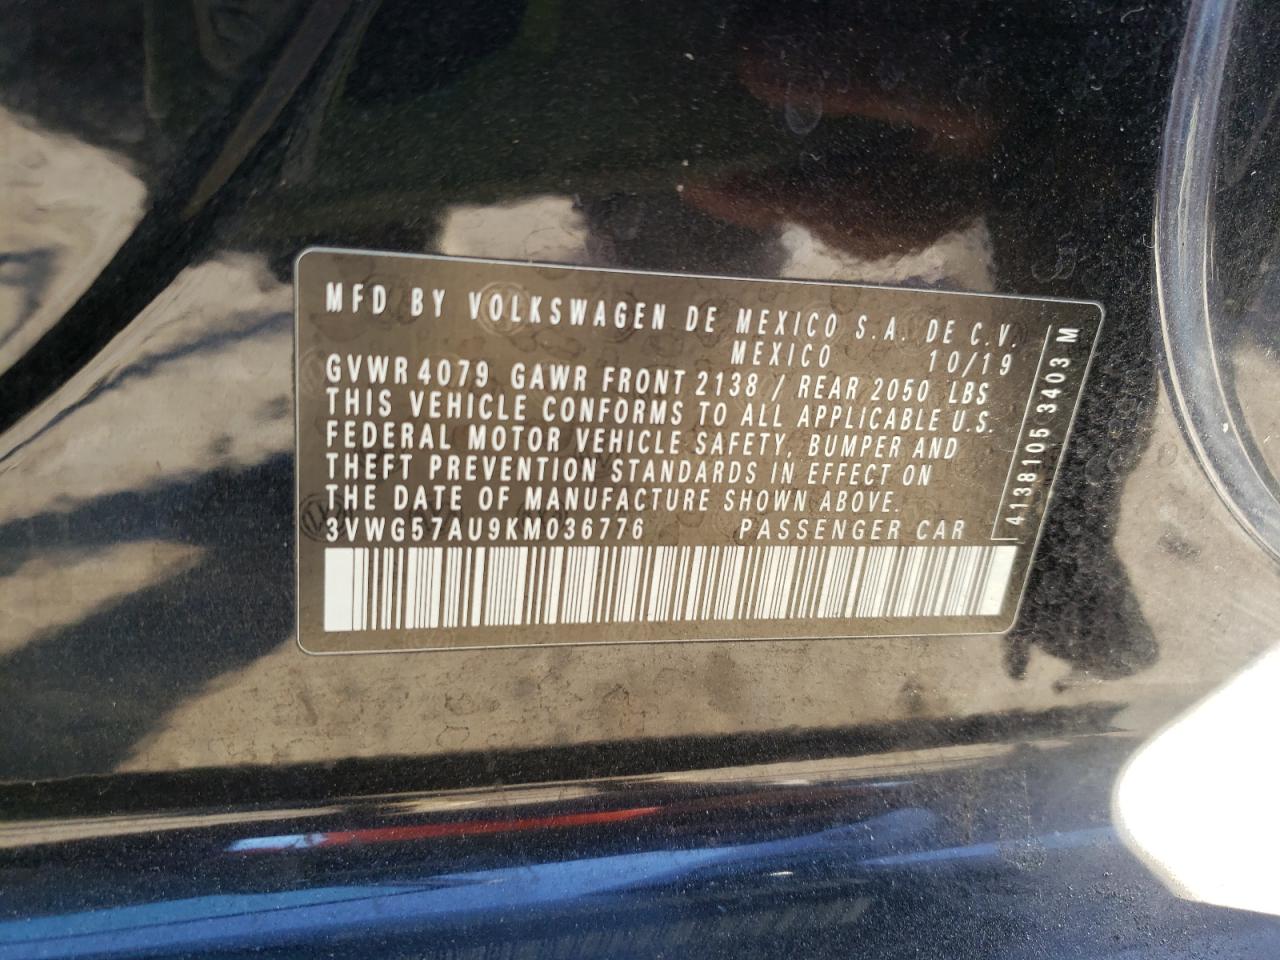 MFD BY VOLKSWAGEN DE MEXICO S.A. DE C.V.
MEXICO 10/19
GVWR 4079 GAWR FRONT 2138 / REAR 2050 LBS
THIS VEHICLE CONFORMS TO ALL APPLICABLE U.S.
FEDERAL MOTOR VEHICLE SAFETY, BUMPER AND
THEFT PREVENTION STANDARDS IN EFFECT ON
THE DATE OF MANUFACTURE SHOWN ABOVE.
3VWG57AU9KM036776 PASSENGER CAR
4138105 3403 M